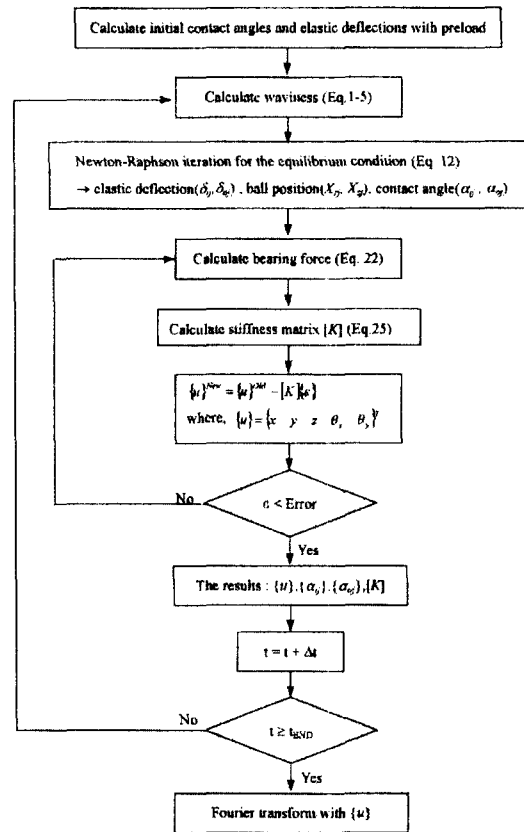 Calculate initial contact angles and elastic deflections with preload
Calculate waviness (Eq.1-5)
Newton-Raphson iteration for the equilibrium condition (Eq 12)
→ elastic deflection(δij, δej) , ball position(Xrj, Xzj), contact angle(αij , αej)
Calculate bearing force (Eq. 22)
Calculate stiffness matrix [K] (Eq.25)
{u}^New = {u}^Old − [K]{ε}
where, {u} = {x y z θx θy}^T
No
ε < Error
Yes
The results : {u},{αij},{αej},[K]
t = t + Δt
No
t ≥ tEND
Yes
Fourier transform with {u}